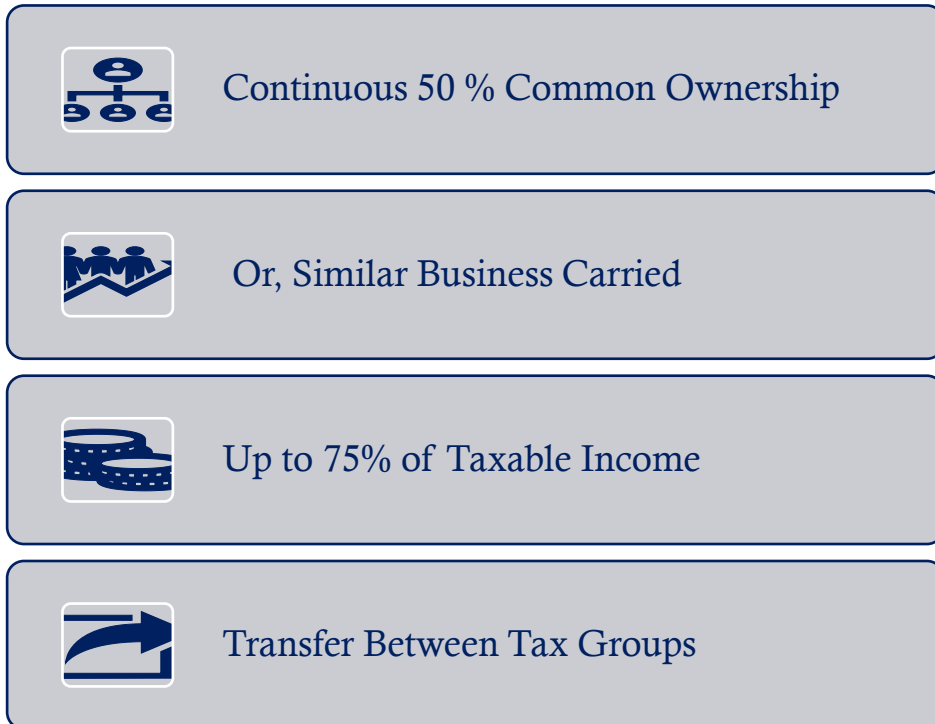 Continuous 50 % Common Ownership
Or, Similar Business Carried
Up to 75% of Taxable Income
Transfer Between Tax Groups